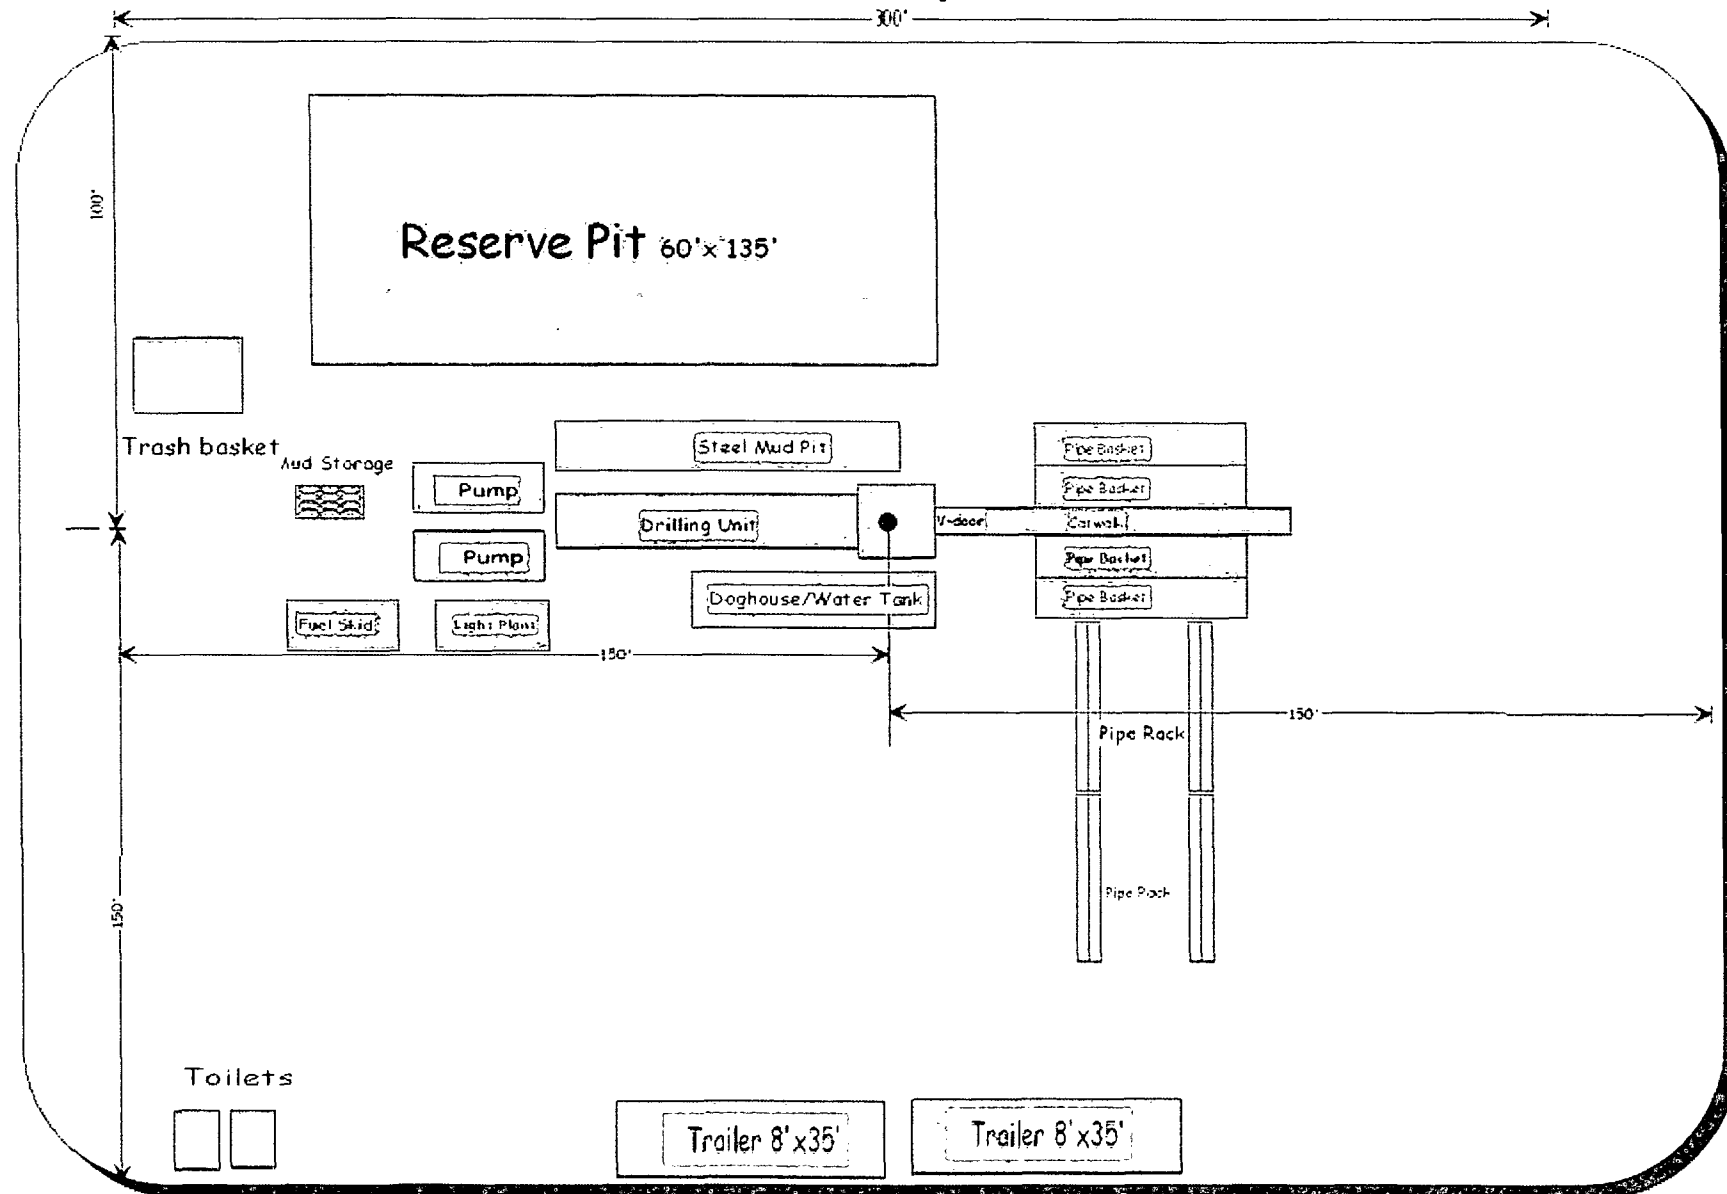 300'
100'
Reserve Pit 60'x 135'
Trash basket
Mud Storage
Steel Mud Pit
Pipe Basket
Pump
Pipe Basket
Drilling Unit
V-door
Catwalk
Pump
Pipe Basket
Doghouse/Water Tank
Pipe Basket
Fuel Skid
Light Plant
150'
150'
Pipe Rack
Pipe Rack
150'
Toilets
Trailer 8'x35'
Trailer 8'x35'